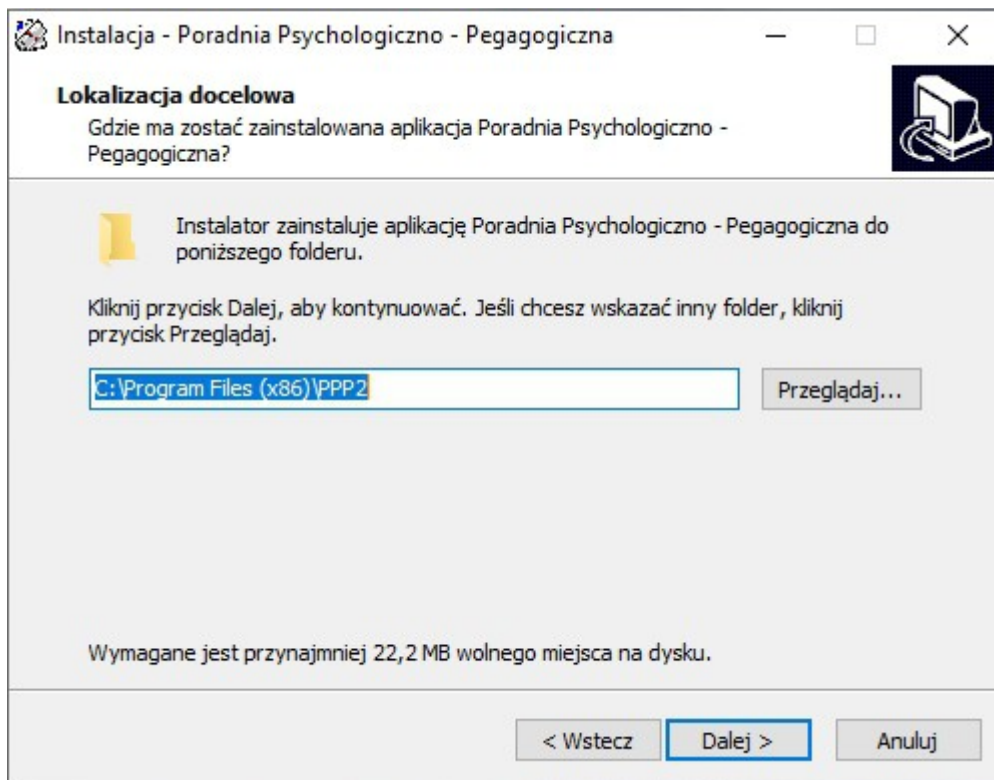 Instalacja - Poradnia Psychologiczno - Pegagogiczna
Lokalizacja docelowa
Gdzie ma zostać zainstalowana aplikacja Poradnia Psychologiczno -
Pegagogiczna?
Instalator zainstaluje aplikację Poradnia Psychologiczno - Pegagogiczna do
poniższego folderu.
Kliknij przycisk Dalej, aby kontynuować. Jeśli chcesz wskazać inny folder, kliknij
przycisk Przeglądaj.
C:\Program Files (x86)\PPP2
Przeglądaj...
Wymagane jest przynajmniej 22,2 MB wolnego miejsca na dysku.
< Wstecz
Dalej >
Anuluj